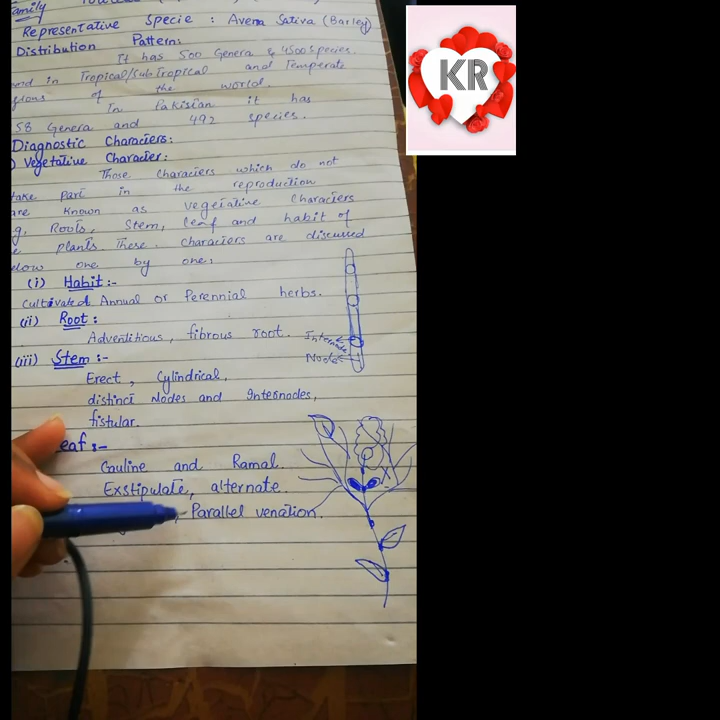 Family
Representative Specie : Avena Sativa (Barley)
Distribution Pattern:
It has 500 Genera & 4500 species.
in Tropical/SubTropical and Temperate
of the world.
In Pakistan it has
58 Genera and 492 species.
Diagnostic Characters:
) Vegetative Character:
Those characters which do not
take part in the reproduction
are known as vegetative characters
Roots, Stem, leaf and habit of
plants. These characters are discussed
one by one:
(i) Habit:-
Cultivated, Annual or Perennial herbs.
(ii) Root:
Adventitious, fibrous root.
Internode
Node
(iii) Stem:-
Erect, Cylindrical,
distinct Nodes and Internodes,
fistular.
eaf:-
Cauline and Ramal.
Exstipulate, alternate.
, Parallel venation.
KR